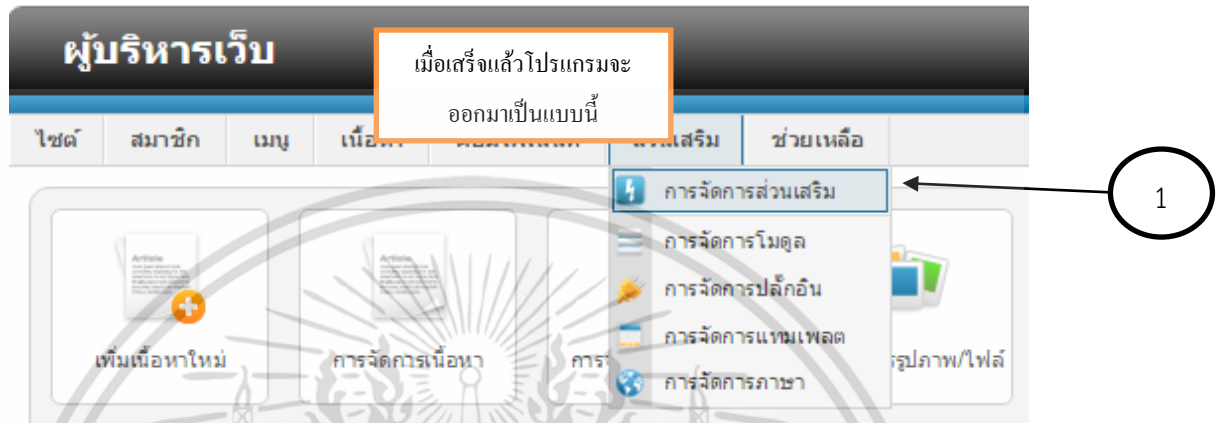 ผู้บริหารเว็บ
เมื่อเสร็จแล้วโปรแกรมจะ
ออกมาเป็นแบบนี้
ไซต์ สมาชิก เมนู ช่วยเหลือ
การจัดการส่วนเสริม
1
การจัดการโมดูล
การจัดการปลั๊กอิน
การจัดการแทมเพลต
การจัดการภาษา
Article
Article
เพิ่มเนื้อหาใหม่ การจัดการเนื้อหา รูปภาพ/ไฟล์